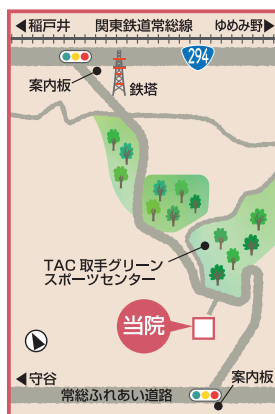 ◀稲戸井 関東鉄道常総線 ゆめみ野▶
294
案内板
鉄塔
TAC 取手グリーン
スポーツセンター
当院
◀守谷
案内板
常総ふれあい道路